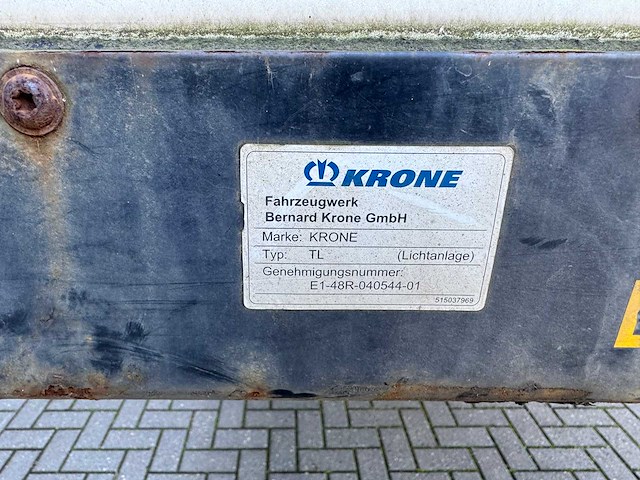 KRONE
Fahrzeugwerk
Bernard Krone GmbH
Marke: KRONE
Typ: TL (Lichtanlage)
Genehmigungsnummer:
E1-48R-040544-01
515037969